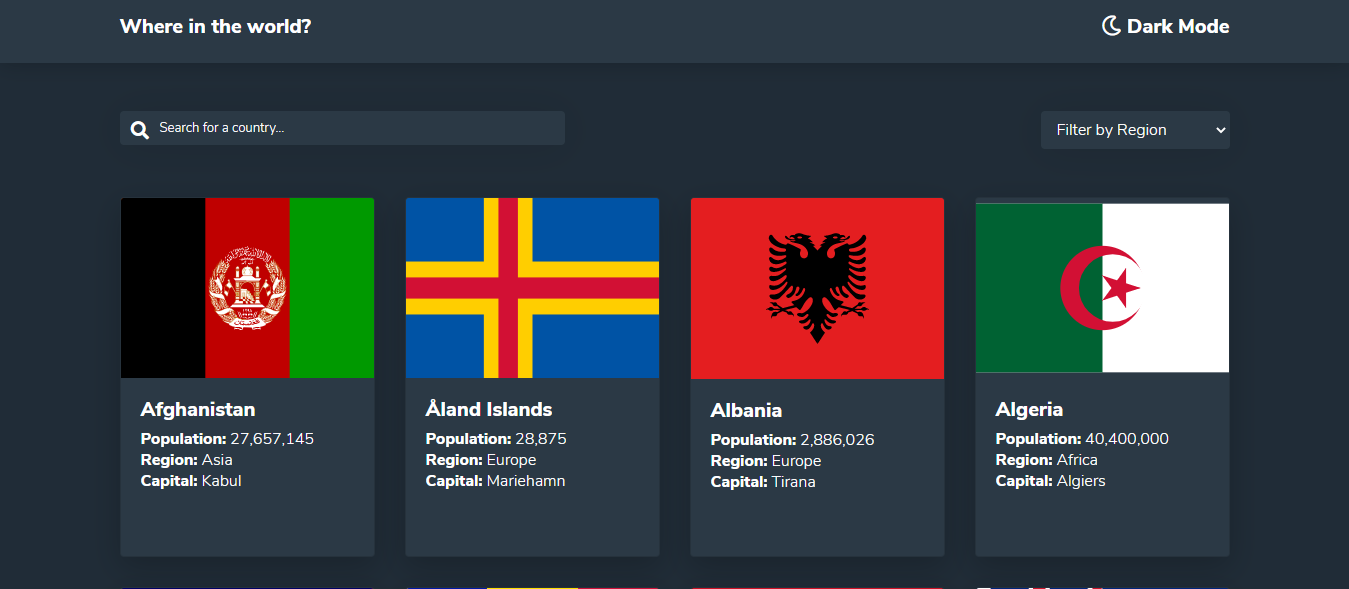 Where in the world?
Dark Mode
Search for a country...
Filter by Region
Afghanistan
Population: 27,657,145
Region: Asia
Capital: Kabul
Åland Islands
Population: 28,875
Region: Europe
Capital: Mariehamn
Albania
Population: 2,886,026
Region: Europe
Capital: Tirana
Algeria
Population: 40,400,000
Region: Africa
Capital: Algiers